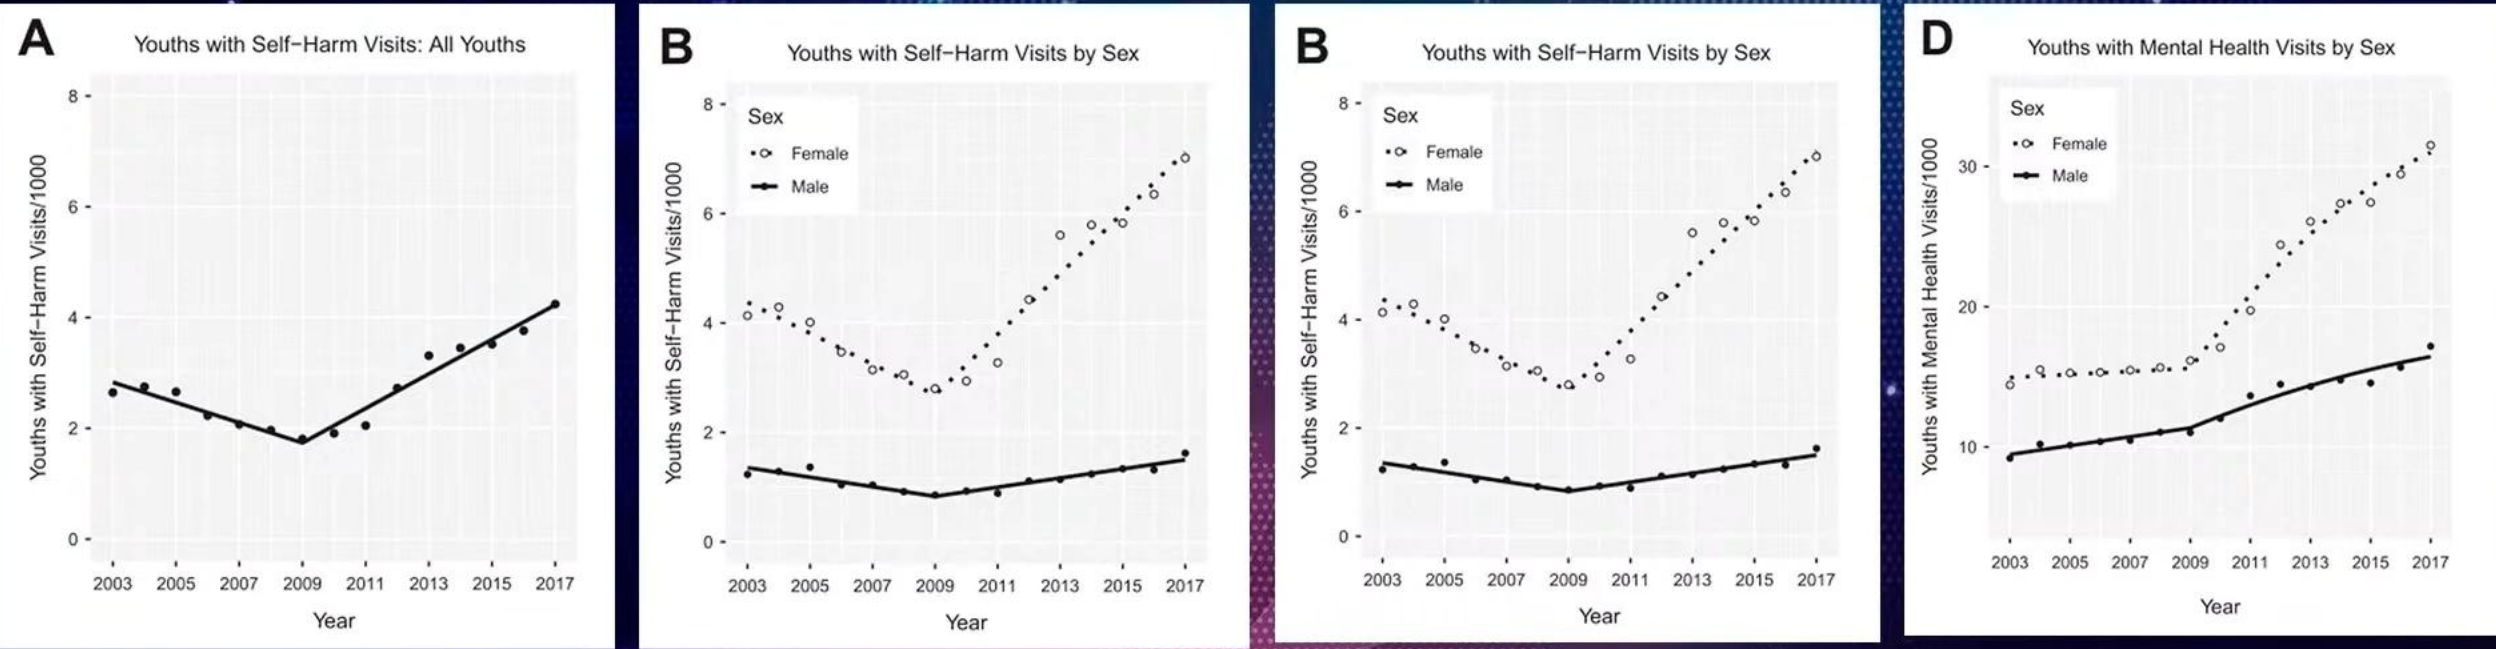 A
Youths with Self-Harm Visits: All Youths
Youths with Self-Harm Visits/1000
8
6
4
2
0
2003 2005 2007 2009 2011 2013 2015 2017
Year
B
Youths with Self-Harm Visits by Sex
Youths with Self-Harm Visits/1000
8
6
4
2
0
Sex
Female
Male
2003 2005 2007 2009 2011 2013 2015 2017
Year
B
Youths with Self-Harm Visits by Sex
Youths with Self-Harm Visits/1000
8
6
4
2
0
Sex
Female
Male
2003 2005 2007 2009 2011 2013 2015 2017
Year
D
Youths with Mental Health Visits by Sex
Youths with Mental Health Visits/1000
30
20
10
Sex
Female
Male
2003 2005 2007 2009 2011 2013 2015 2017
Year